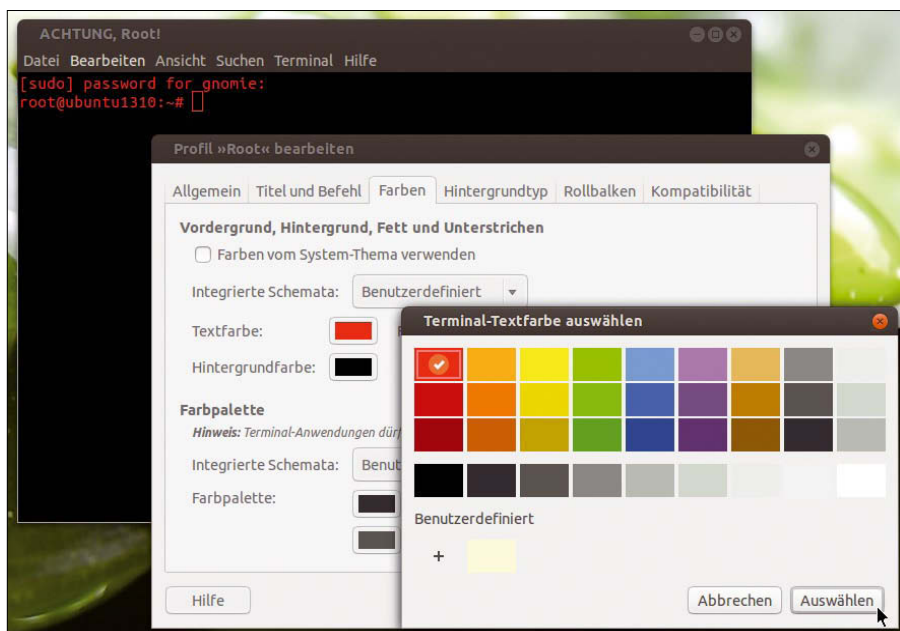 ACHTUNG, Root!
Datei Bearbeiten Ansicht Suchen Terminal Hilfe
[sudo] password for gnomie:
root@ubuntu1310:~#
Profil »Root« bearbeiten
Allgemein Titel und Befehl Farben Hintergrundtyp Rollbalken Kompatibilität
Vordergrund, Hintergrund, Fett und Unterstrichen
Farben vom System-Thema verwenden
Integrierte Schemata: Benutzerdefiniert
Textfarbe:
Hintergrundfarbe:
Farbpalette
Hinweis: Terminal-Anwendungen
Integrierte Schemata: Benut
Farbpalette:
Hilfe
Terminal-Textfarbe auswählen
Benutzerdefiniert
+
Abbrechen Auswählen